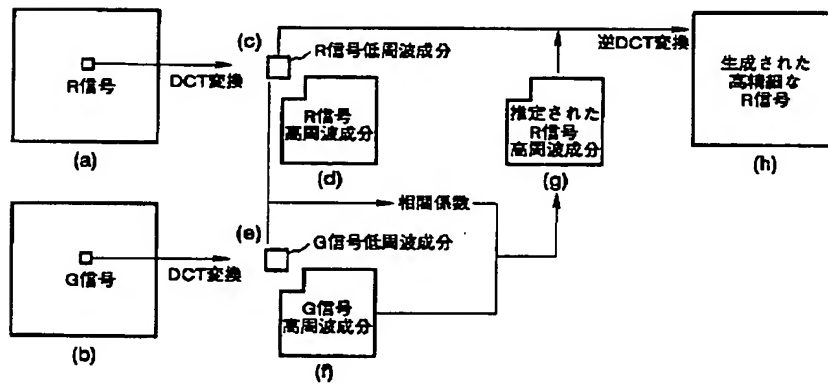 R信号
(a)
DCT変換
(c)
R信号低周波成分
R信号
高周波成分
(d)
推定された
R信号
高周波成分
(g)
逆DCT変換
生成された
高精細な
R信号
(h)
相関係数
G信号
(b)
DCT変換
(e)
G信号低周波成分
G信号
高周波成分
(f)